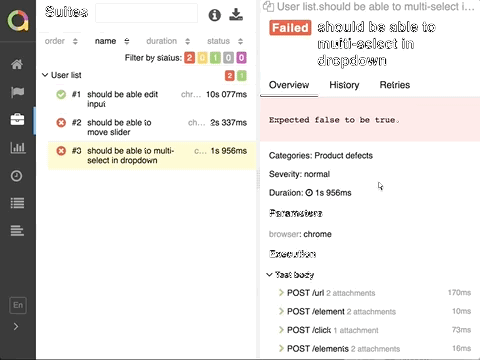 Suites
order name duration status
Filter by status: 2 0 1 0 0
User list 2 1
#1 should be able edit input chr... 10s 077ms
#2 should be able to move slider chr... 2s 337ms
#3 should be able to multi-select in dropdown c... 1s 956ms
En
User list.should be able to multi-select i...
Failed should be able to
multi-select in
dropdown
Overview History Retries
Expected false to be true.
Categories: Product defects
Severity: normal
Duration: 1s 956ms
Parameters
browser: chrome
Execution
Test body
POST /url 2 attachments 170ms
POST /element 2 attachments 10ms
POST /click 1 attachment 73ms
POST /elements 2 attachments 16ms